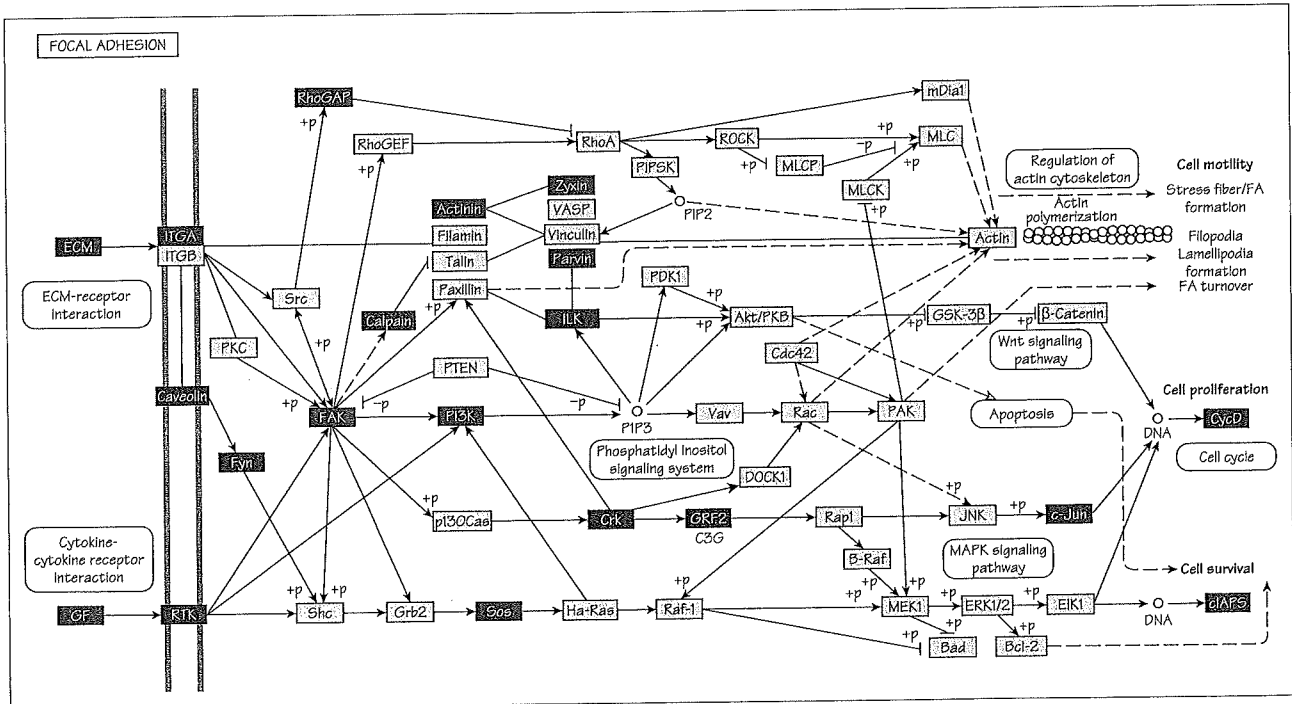 FOCAL ADHESION
RhoGAP
mDia1
+p
RhoGEF
RhoA
ROCK
+p
MLC
-p
+p
+p
MLCP
+p
PIP5K
MLCK
Regulation of
actin cytoskeleton
Cell motility
Zyxin
Actinin
VASP
PIP2
+p
Actin
polymerization
Stress fiber/FA
formation
ECM
ITGA
ITGB
Filamin
Vinculin
Actin
Filopodia
Talin
Parvin
Lamellipodia
formation
ECM-receptor
interaction
Src
Paxillin
+p
PDK1
+p
FA turnover
Calpain
ILK
+p
Akt/PKB
+p
GSK-3β
+p
β-Catenin
PKC
+p
Wnt signaling
pathway
PTEN
Cdc42
Caveolin
+p
FAK
-p
PI3K
-p
PIP3
Vav
Rac
PAK
Apoptosis
Cell proliferation
DNA
CycD
Fyn
Phosphatidyl inositol
signaling system
DOCK1
Cell cycle
+p
p130Cas
Crk
GRF2
C3G
Rap1
+p
JNK
+p
c-Jun
Cytokine-
cytokine receptor
interaction
B-Raf
MAPK signaling
pathway
Cell survival
GF
RTK
+p
+p
Shc
Grb2
Sos
Ha-Ras
+p
Raf-1
+p
+p
MEK1
+p
ERK1/2
+p
ElK1
DNA
cIAPS
+p
+p
Bad
+p
Bcl-2